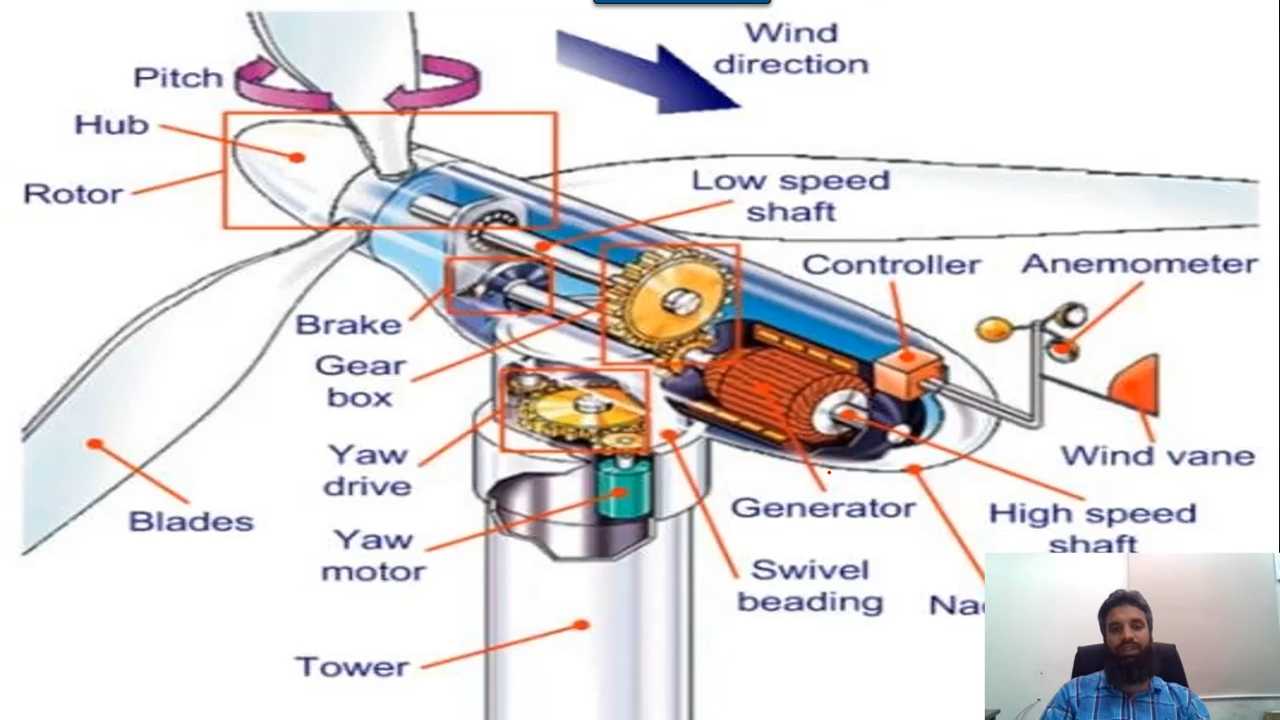 Wind
direction
Pitch
Hub
Rotor
Low speed
shaft
Controller
Anemometer
Brake
Gear
box
Yaw
drive
Wind vane
Blades
Generator
High speed
shaft
Yaw
motor
Swivel
beading
Tower